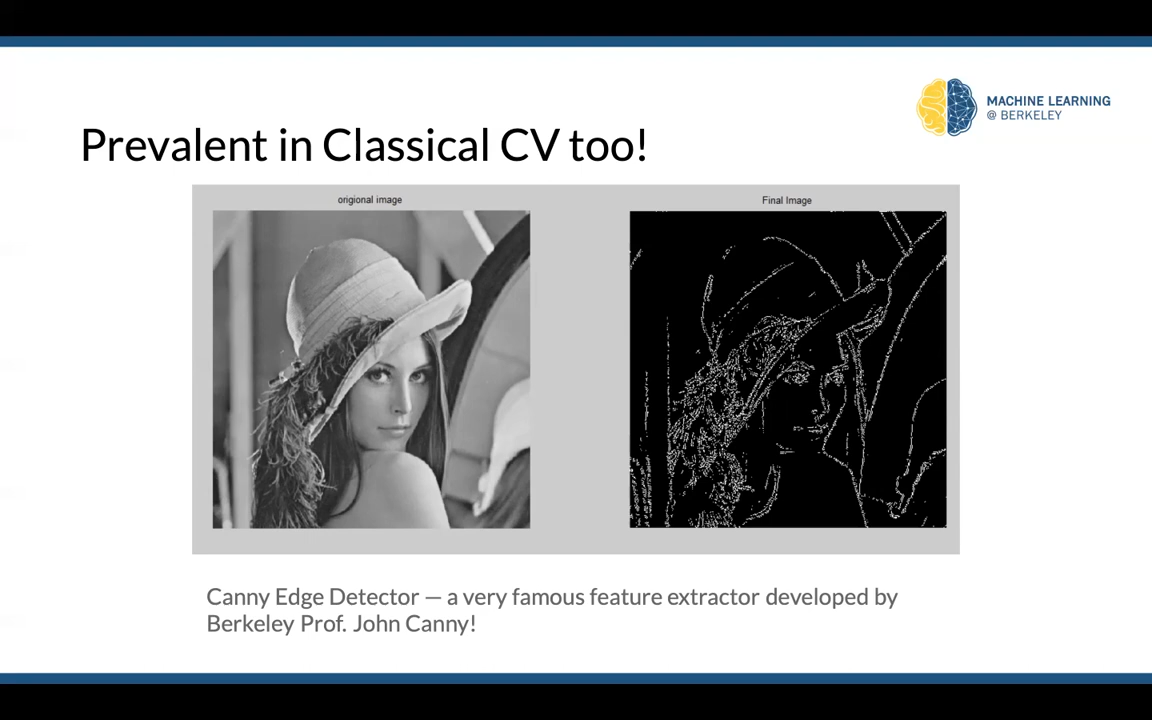 MACHINE LEARNING
@ BERKELEY
Prevalent in Classical CV too!
origional image
Final Image
Canny Edge Detector — a very famous feature extractor developed by
Berkeley Prof. John Canny!